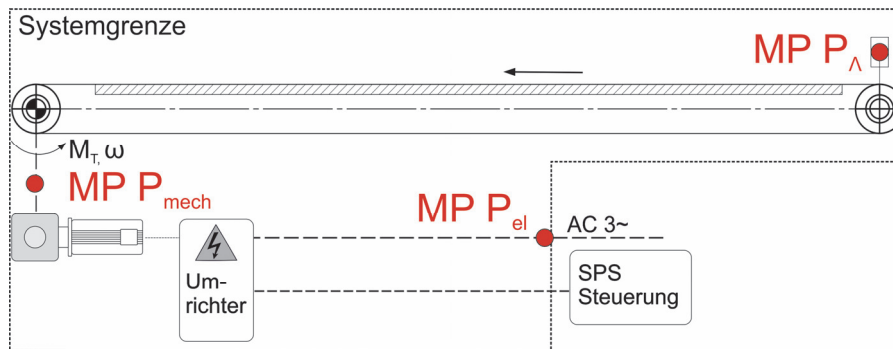 Systemgrenze
MP P_Λ
M_T, ω
MP P_mech
MP P_el
AC 3~
Um-
richter
SPS
Steuerung